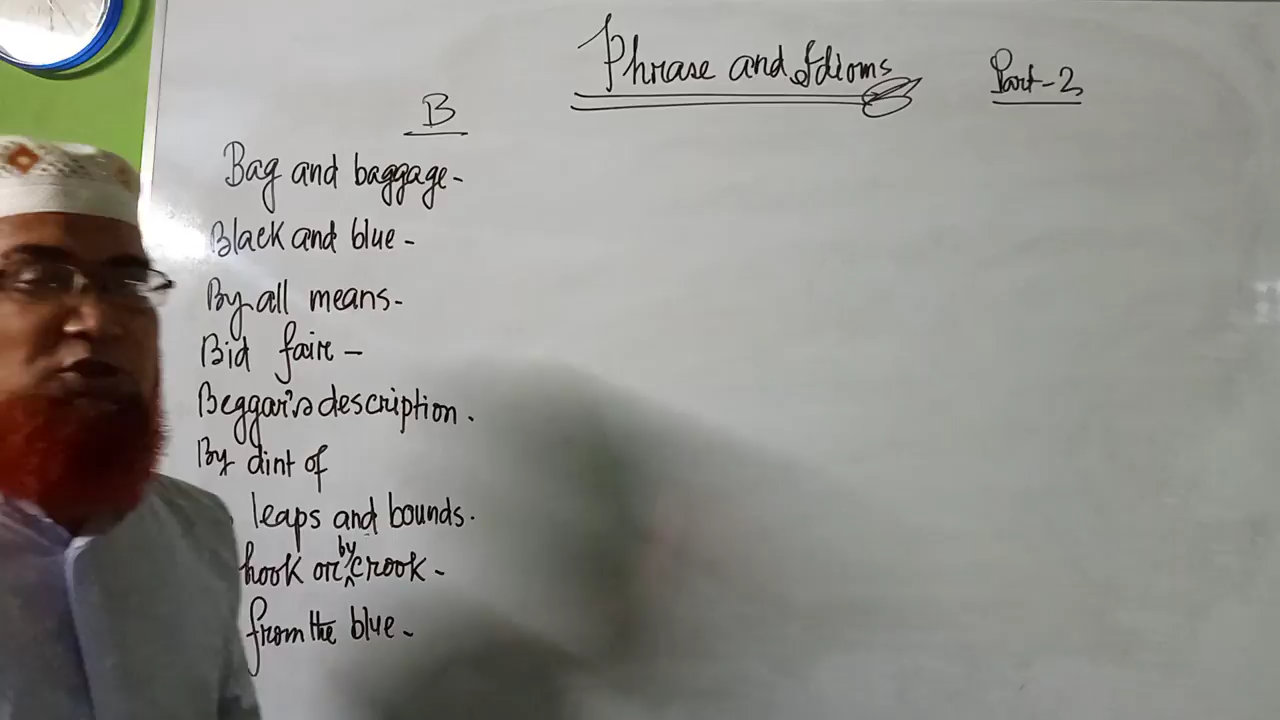 Phrase and Idioms
Part-2
B
Bag and baggage-
Black and blue-
By all means-
Bid faire-
Beggar's description.
By dint of
leaps and bounds.
hook or by crook-
from the blue-